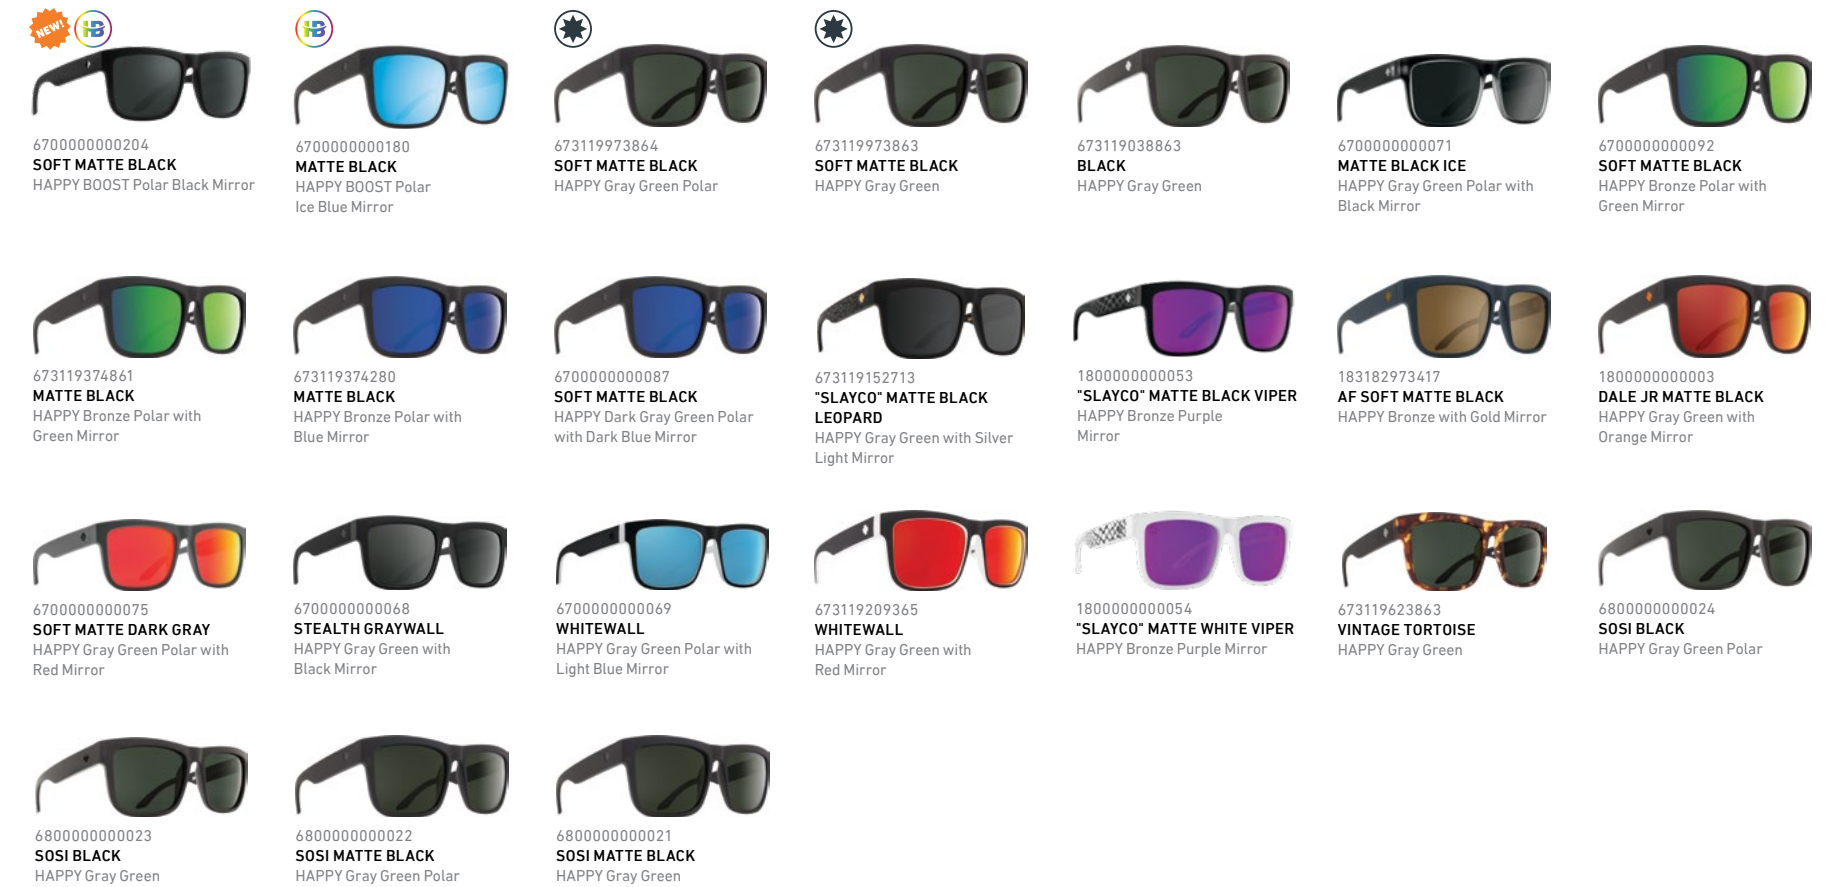 NEW!
HB
HB
6700000000204
SOFT MATTE BLACK
HAPPY BOOST Polar Black Mirror
6700000000180
MATTE BLACK
HAPPY BOOST Polar
Ice Blue Mirror
673119973864
SOFT MATTE BLACK
HAPPY Gray Green Polar
673119973863
SOFT MATTE BLACK
HAPPY Gray Green
673119038863
BLACK
HAPPY Gray Green
6700000000071
MATTE BLACK ICE
HAPPY Gray Green Polar with
Black Mirror
6700000000092
SOFT MATTE BLACK
HAPPY Bronze Polar with
Green Mirror
673119374861
MATTE BLACK
HAPPY Bronze Polar with
Green Mirror
673119374280
MATTE BLACK
HAPPY Bronze Polar with
Blue Mirror
6700000000087
SOFT MATTE BLACK
HAPPY Dark Gray Green Polar
with Dark Blue Mirror
673119152713
"SLAYCO" MATTE BLACK
LEOPARD
HAPPY Gray Green with Silver
Light Mirror
1800000000053
"SLAYCO" MATTE BLACK VIPER
HAPPY Bronze Purple
Mirror
183182973417
AF SOFT MATTE BLACK
HAPPY Bronze with Gold Mirror
1800000000003
DALE JR MATTE BLACK
HAPPY Gray Green with
Orange Mirror
6700000000075
SOFT MATTE DARK GRAY
HAPPY Gray Green Polar with
Red Mirror
6700000000068
STEALTH GRAYWALL
HAPPY Gray Green with
Black Mirror
6700000000069
WHITEWALL
HAPPY Gray Green Polar with
Light Blue Mirror
673119209365
WHITEWALL
HAPPY Gray Green with
Red Mirror
1800000000054
"SLAYCO" MATTE WHITE VIPER
HAPPY Bronze Purple Mirror
673119623863
VINTAGE TORTOISE
HAPPY Gray Green
6800000000024
SOSI BLACK
HAPPY Gray Green Polar
6800000000023
SOSI BLACK
HAPPY Gray Green
6800000000022
SOSI MATTE BLACK
HAPPY Gray Green Polar
6800000000021
SOSI MATTE BLACK
HAPPY Gray Green